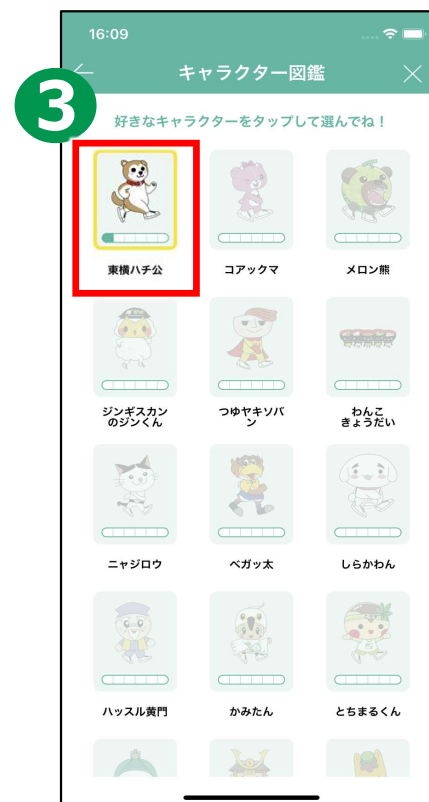 16:09
キャラクター図鑑
3
好きなキャラクターをタップして選んでね！
東横ハチ公
コアックマ
メロン熊
ジンギスカン
のジンくん
つゆヤキソバ
ン
わんこ
きょうだい
ニャジロウ
ベガッ太
しらかわん
ハッスル黄門
かみたん
とちまるくん